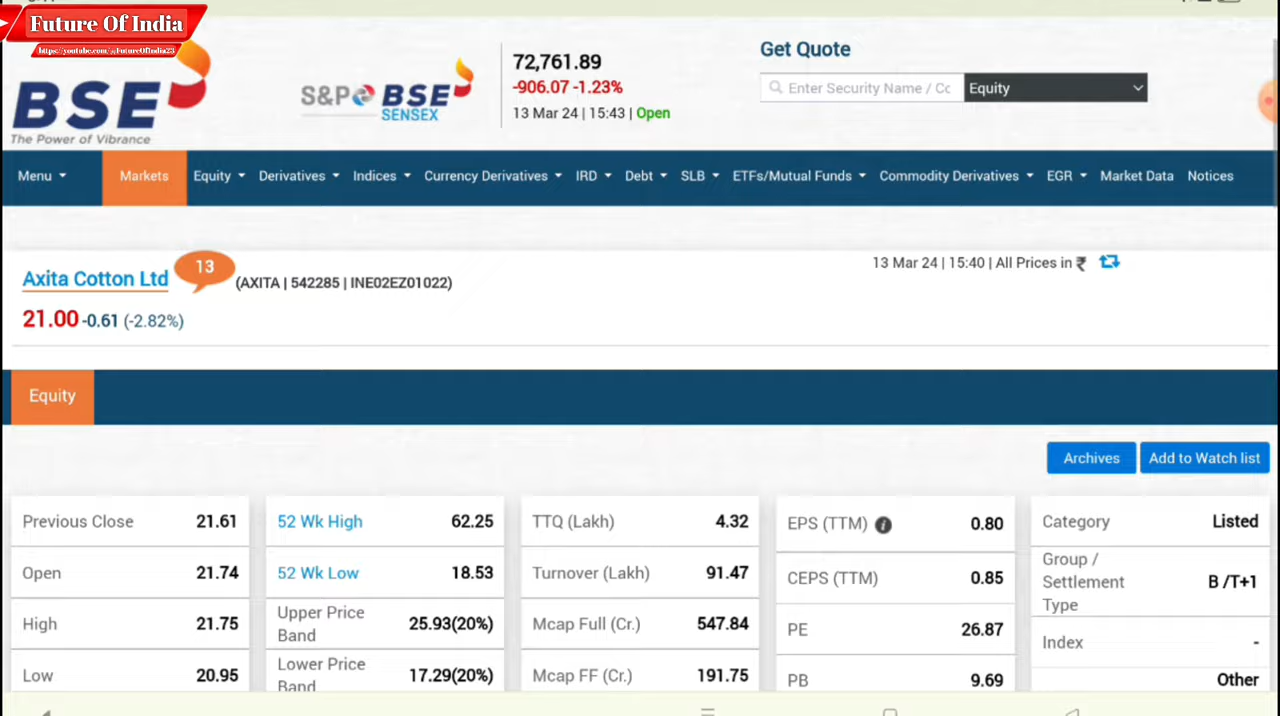 Future Of India
https://youtube.com/@FutureOfIndia23
BSE
The Power of Vibrance
S&P BSE
SENSEX
72,761.89
-906.07 -1.23%
13 Mar 24 | 15:43 | Open
Get Quote
Enter Security Name / Cc
Equity
Menu Markets Equity Derivatives Indices Currency Derivatives IRD Debt SLB ETFs/Mutual Funds Commodity Derivatives EGR Market Data Notices
Axita Cotton Ltd 13 (AXITA | 542285 | INE02EZ01022)
13 Mar 24 | 15:40 | All Prices in ₹
21.00 -0.61 (-2.82%)
Equity
Archives Add to Watch list
Previous Close 21.61
Open 21.74
High 21.75
Low 20.95
52 Wk High 62.25
52 Wk Low 18.53
Upper Price
Band 25.93(20%)
Lower Price
Band 17.29(20%)
TTQ (Lakh) 4.32
Turnover (Lakh) 91.47
Mcap Full (Cr.) 547.84
Mcap FF (Cr.) 191.75
EPS (TTM) 0.80
CEPS (TTM) 0.85
PE 26.87
PB 9.69
Category Listed
Group /
Settlement
Type B /T+1
Index -
Other